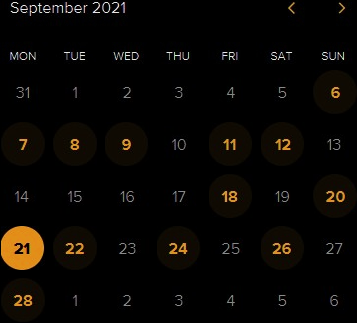 September 2021
MON TUE WED THU FRI SAT SUN
31 1 2 3 4 5 6
7 8 9 10 11 12 13
14 15 16 17 18 19 20
21 22 23 24 25 26 27
28 1 2 3 4 5 6